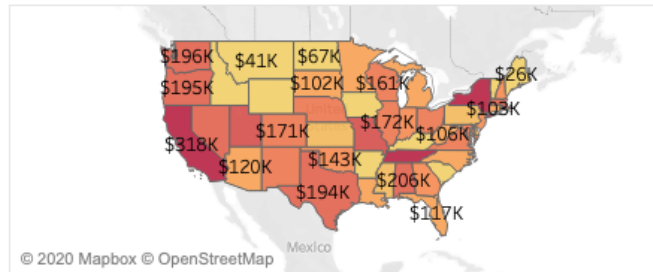 $196K
$41K
$67K
$26K
$195K
$102K
$161K
$103K
$318K
$171K
$172K
$106K
$120K
$143K
$194K
$206K
$117K
United
Mexico
© 2020 Mapbox © OpenStreetMap